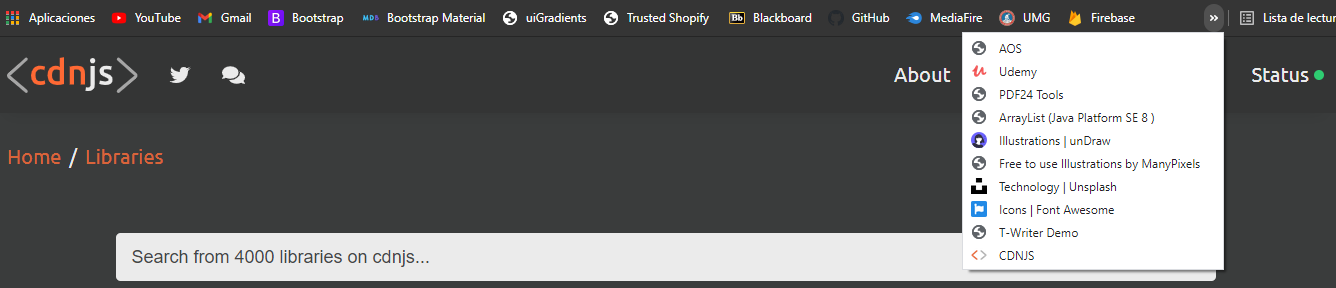 Aplicaciones YouTube Gmail Bootstrap Bootstrap Material uiGradients Trusted Shopify Blackboard GitHub MediaFire UMG Firebase » Lista de lectur
<cdnjs> About Status
AOS
Udemy
PDF24 Tools
ArrayList (Java Platform SE 8 )
Illustrations | unDraw
Free to use Illustrations by ManyPixels
Technology | Unsplash
Icons | Font Awesome
T-Writer Demo
CDNJS
Home / Libraries
Search from 4000 libraries on cdnjs...